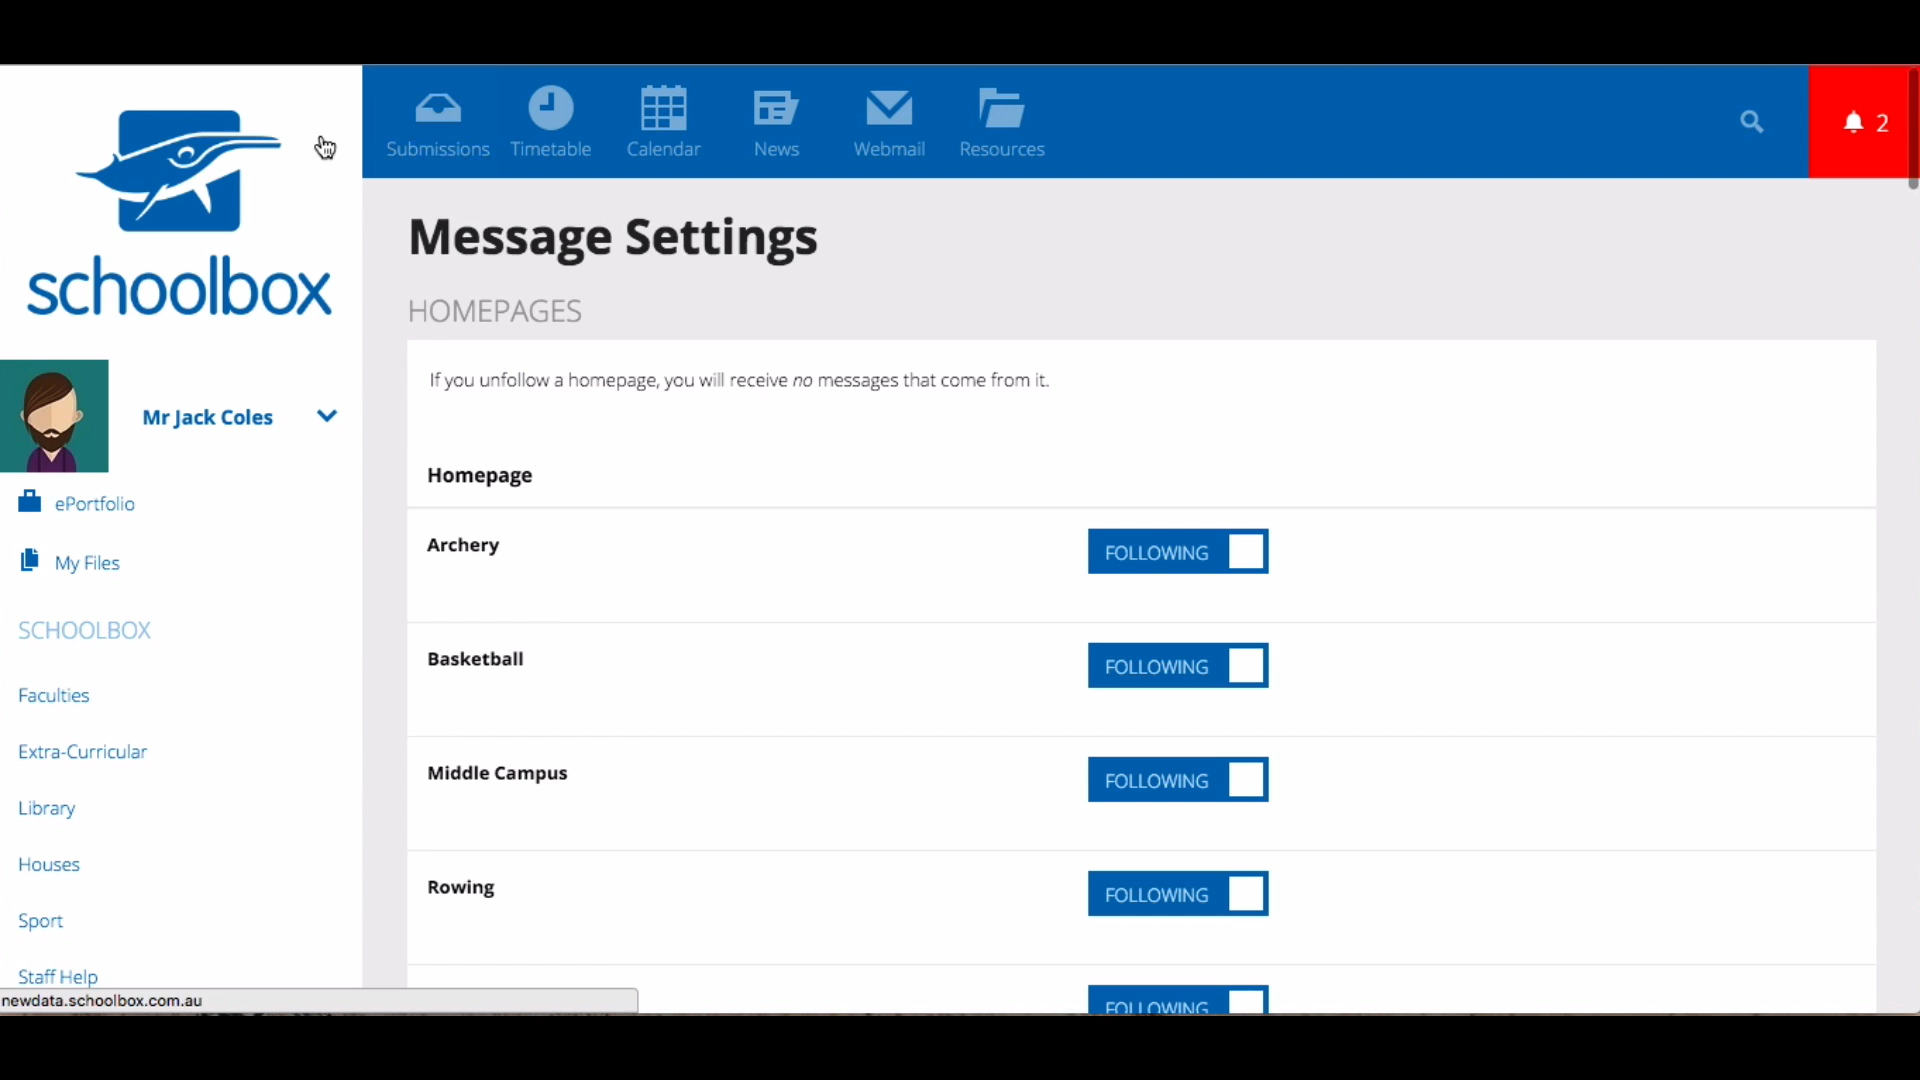 Submissions
Timetable
Calendar
News
Webmail
Resources
2
schoolbox
Mr Jack Coles
ePortfolio
My Files
SCHOOLBOX
Faculties
Extra-Curricular
Library
Houses
Sport
Staff Help
newdata.schoolbox.com.au
Message Settings
HOMEPAGES
If you unfollow a homepage, you will receive no messages that come from it.
Homepage
Archery FOLLOWING
Basketball FOLLOWING
Middle Campus FOLLOWING
Rowing FOLLOWING
FOLLOWING